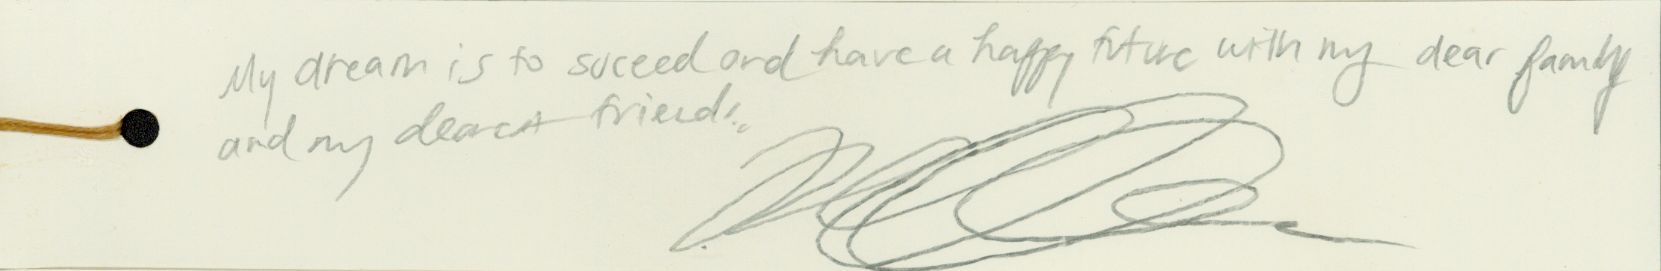 My dream is to suceed and have a happy future with my dear family
and my dearest friends.